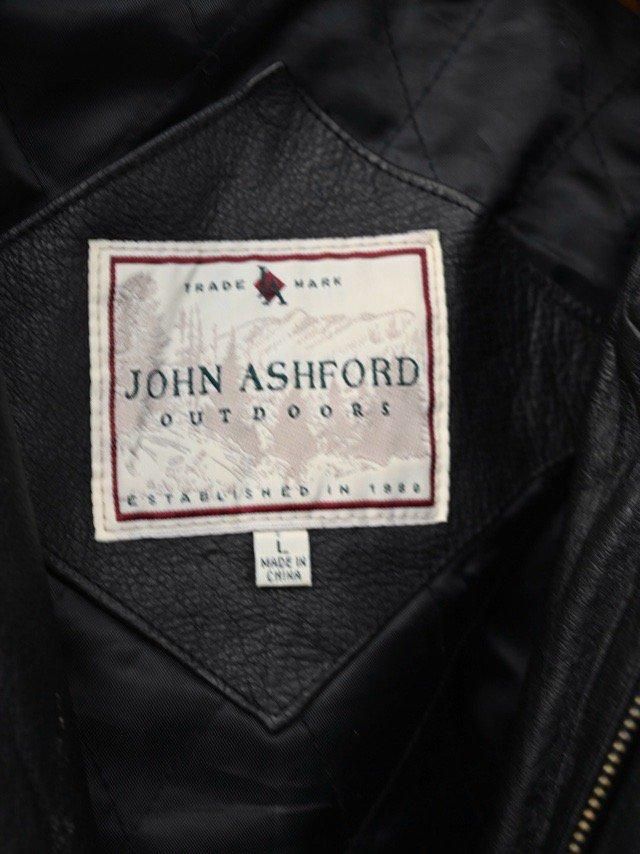 TRADE MARK
JOHN ASHFORD
OUTDOORS
ESTABLISHED IN
L
MADE IN
CHINA